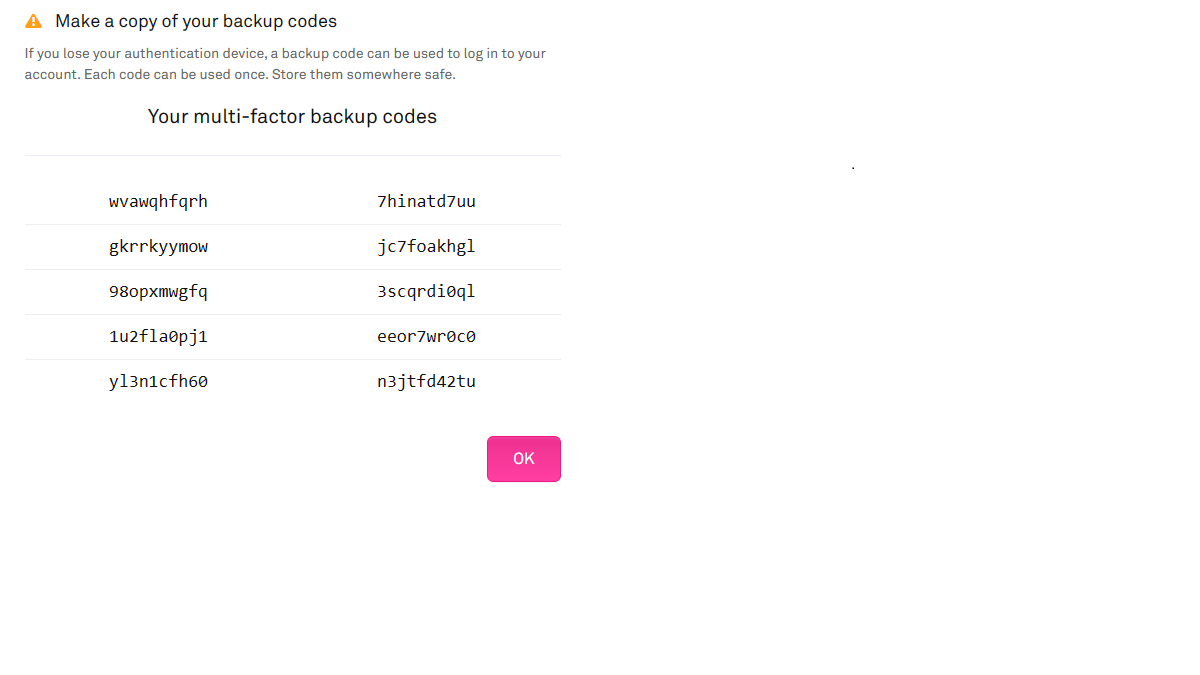 Make a copy of your backup codes
If you lose your authentication device, a backup code can be used to log in to your
account. Each code can be used once. Store them somewhere safe.
Your multi-factor backup codes
wvawqhfqrh 7hinatd7uu
gkrrkyymow jc7foakhgl
98opxmwgfq 3scqrdi0ql
1u2fla0pj1 eeor7wr0c0
yl3n1cfh60 n3jtfd42tu
OK